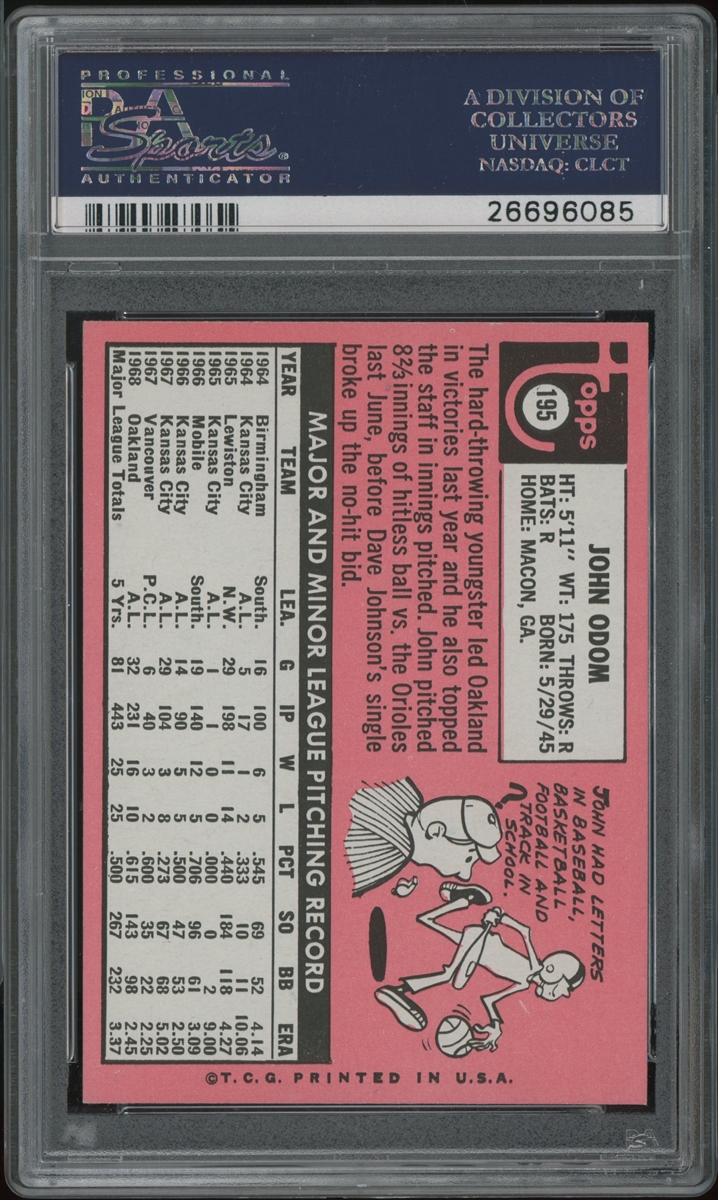 PROFESSIONAL
PSA
Sports®
AUTHENTICATOR
A DIVISION OF
COLLECTORS
UNIVERSE
NASDAQ: CLCT
26696085
Topps
195
JOHN ODOM
HT: 5'11" WT: 175 THROWS: R
BATS: R BORN: 5/29/45
HOME: MACON, GA.
The hard-throwing youngster led Oakland
in victories last year and he also topped
the staff in innings pitched. John pitched
8⅔ innings of hitless ball vs. the Orioles
last June, before Dave Johnson's single
broke up the no-hit bid.
JOHN HAD LETTERS
IN BASEBALL,
BASKETBALL
FOOTBALL AND
TRACK IN
SCHOOL.
?
MAJOR AND MINOR LEAGUE PITCHING RECORD
YEAR TEAM LEA. G IP W L PCT SO BB ERA
1964 Birmingham South. 16 100 6 5 .545 69 52 4.14
1964 Kansas City A.L. 5 17 1 2 .333 10 11 10.06
1965 Lewiston N.W. 29 198 11 14 .440 184 118 4.27
1965 Kansas City A.L. 1 1 0 0 .000 0 2 9.00
1966 Mobile South. 19 140 12 5 .706 96 61 3.09
1966 Kansas City A.L. 14 90 5 5 .500 47 53 2.50
1967 Kansas City A.L. 29 104 3 8 .273 67 68 5.02
1967 Vancouver P.C.L. 6 40 3 2 .600 35 22 2.25
1968 Oakland A.L. 32 231 16 10 .615 143 98 2.45
Major League Totals 5 Yrs. 81 443 25 25 .500 267 232 3.37
©T.C.G. PRINTED IN U.S.A.